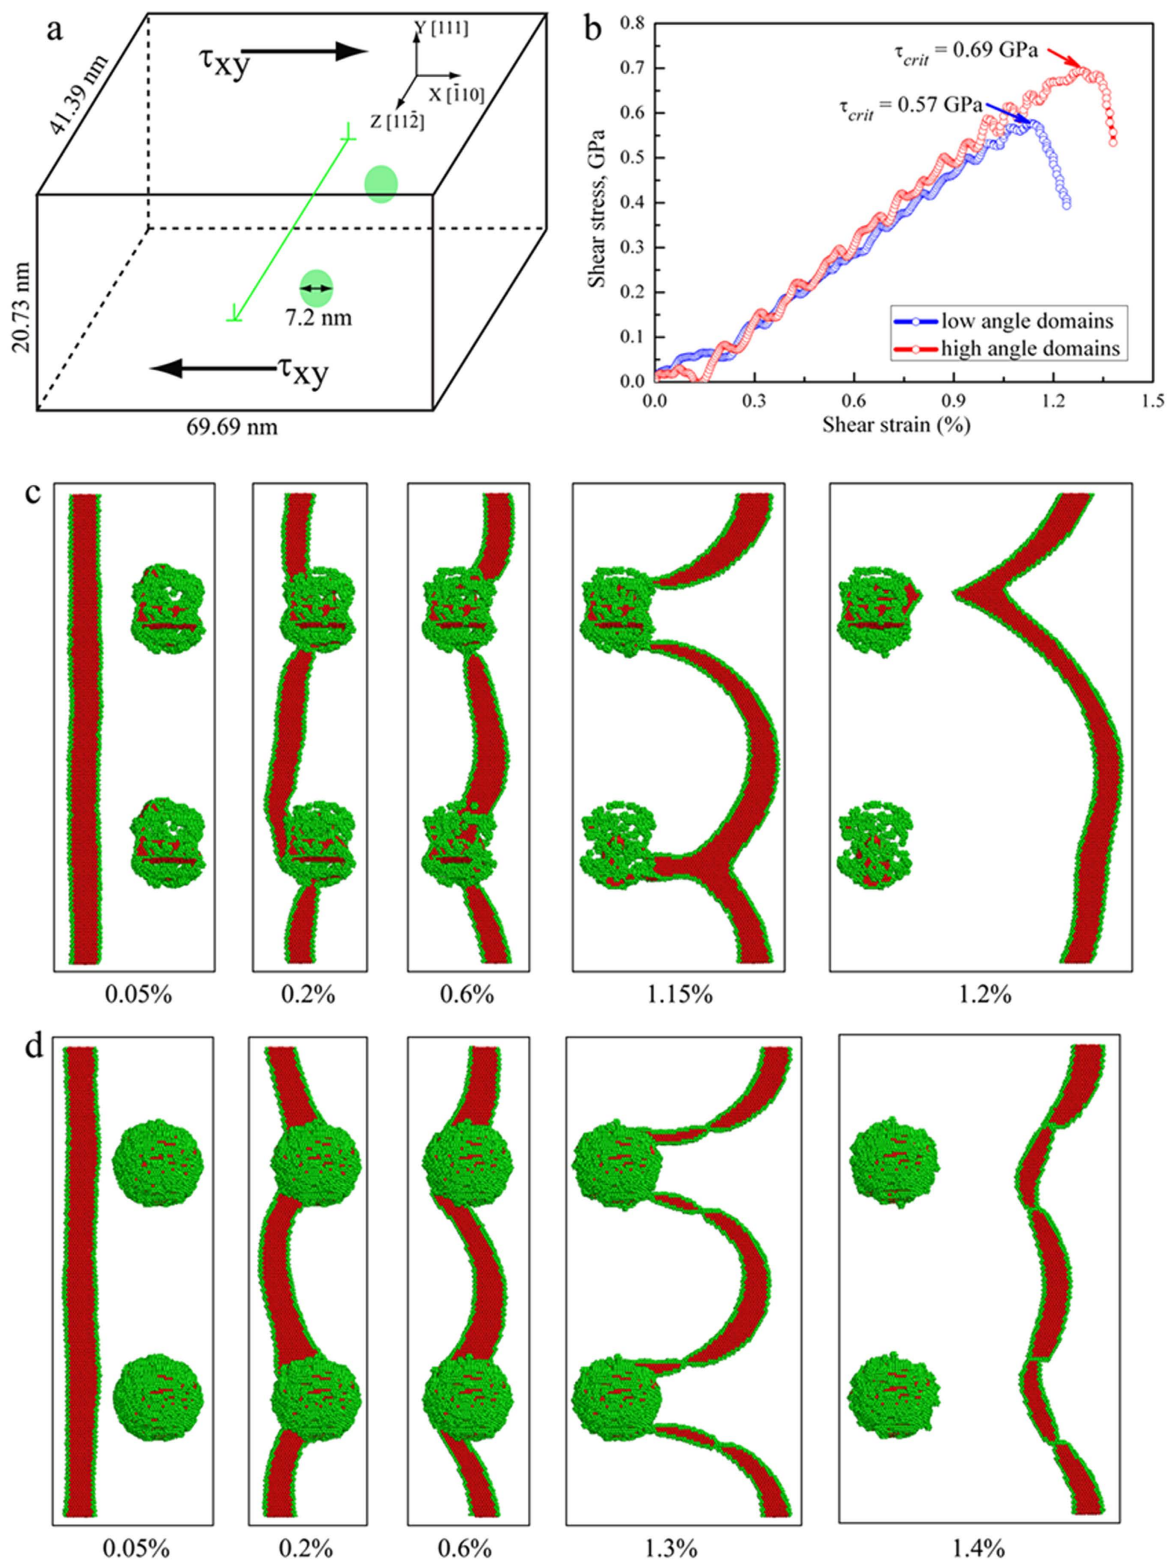 a
τxy
Y [111]
X [1̄10]
Z [112̄]
41.39 nm
20.73 nm
7.2 nm
τxy
69.69 nm
b
Shear stress, GPa
0.8
0.7
0.6
0.5
0.4
0.3
0.2
0.1
0.0
τcrit = 0.69 GPa
τcrit = 0.57 GPa
low angle domains
high angle domains
0.0 0.3 0.6 0.9 1.2 1.5
Shear strain (%)
c
0.05% 0.2% 0.6% 1.15% 1.2%
d
0.05% 0.2% 0.6% 1.3% 1.4%